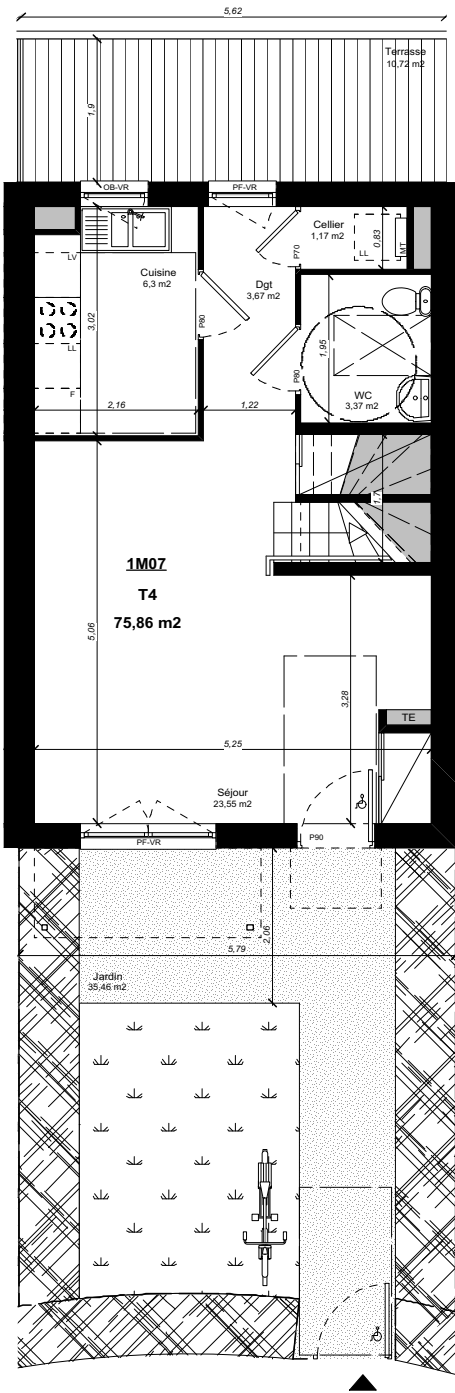 5,62
Terrasse
10,72 m2
1,9
OB-VR
PF-VR
Cellier
1,17 m2
0,83
LL
MT
P70
LV
Cuisine
6,3 m2
Dgt
3,67 m2
3,02
P80
LL
1,95
P80
WC
3,37 m2
F
2,16
1,22
1M07
T4
75,86 m2
5,06
3,28
TE
5,25
Séjour
23,55 m2
PF-VR
P90
2,06
5,79
Jardin
35,46 m2